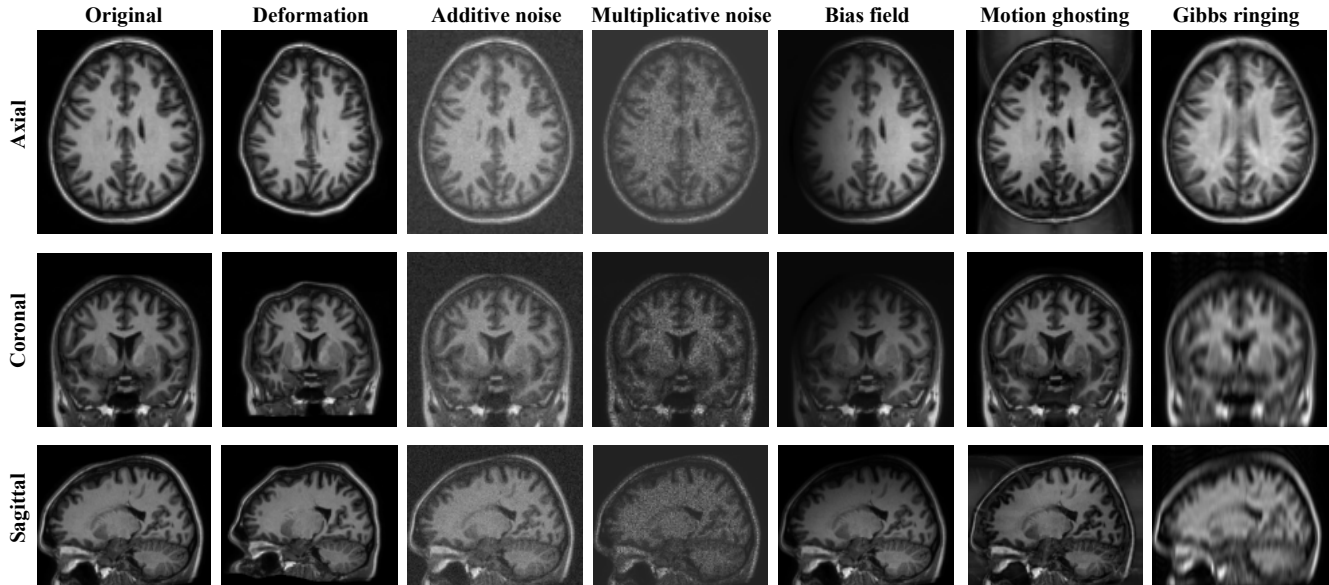 Original Deformation Additive noise Multiplicative noise Bias field Motion ghosting Gibbs ringing
Axial
Coronal
Sagittal